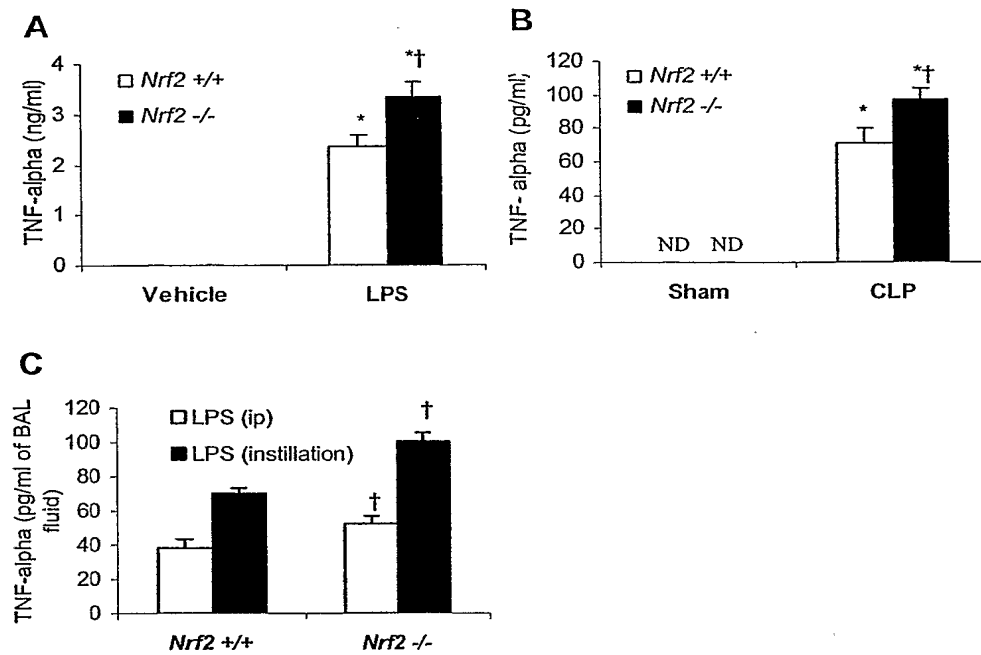 A
TNF-alpha (ng/ml)
4
3
2
1
0
Nrf2 +/+
Nrf2 -/-
*
*†
Vehicle
LPS
B
TNF- alpha (pg/ml)
120
100
80
60
40
20
0
Nrf2 +/+
Nrf2 -/-
*
*†
ND ND
Sham
CLP
C
TNF-alpha (pg/ml of BAL
fluid)
120
100
80
60
40
20
0
LPS (ip)
LPS (instillation)
†
†
Nrf2 +/+
Nrf2 -/-